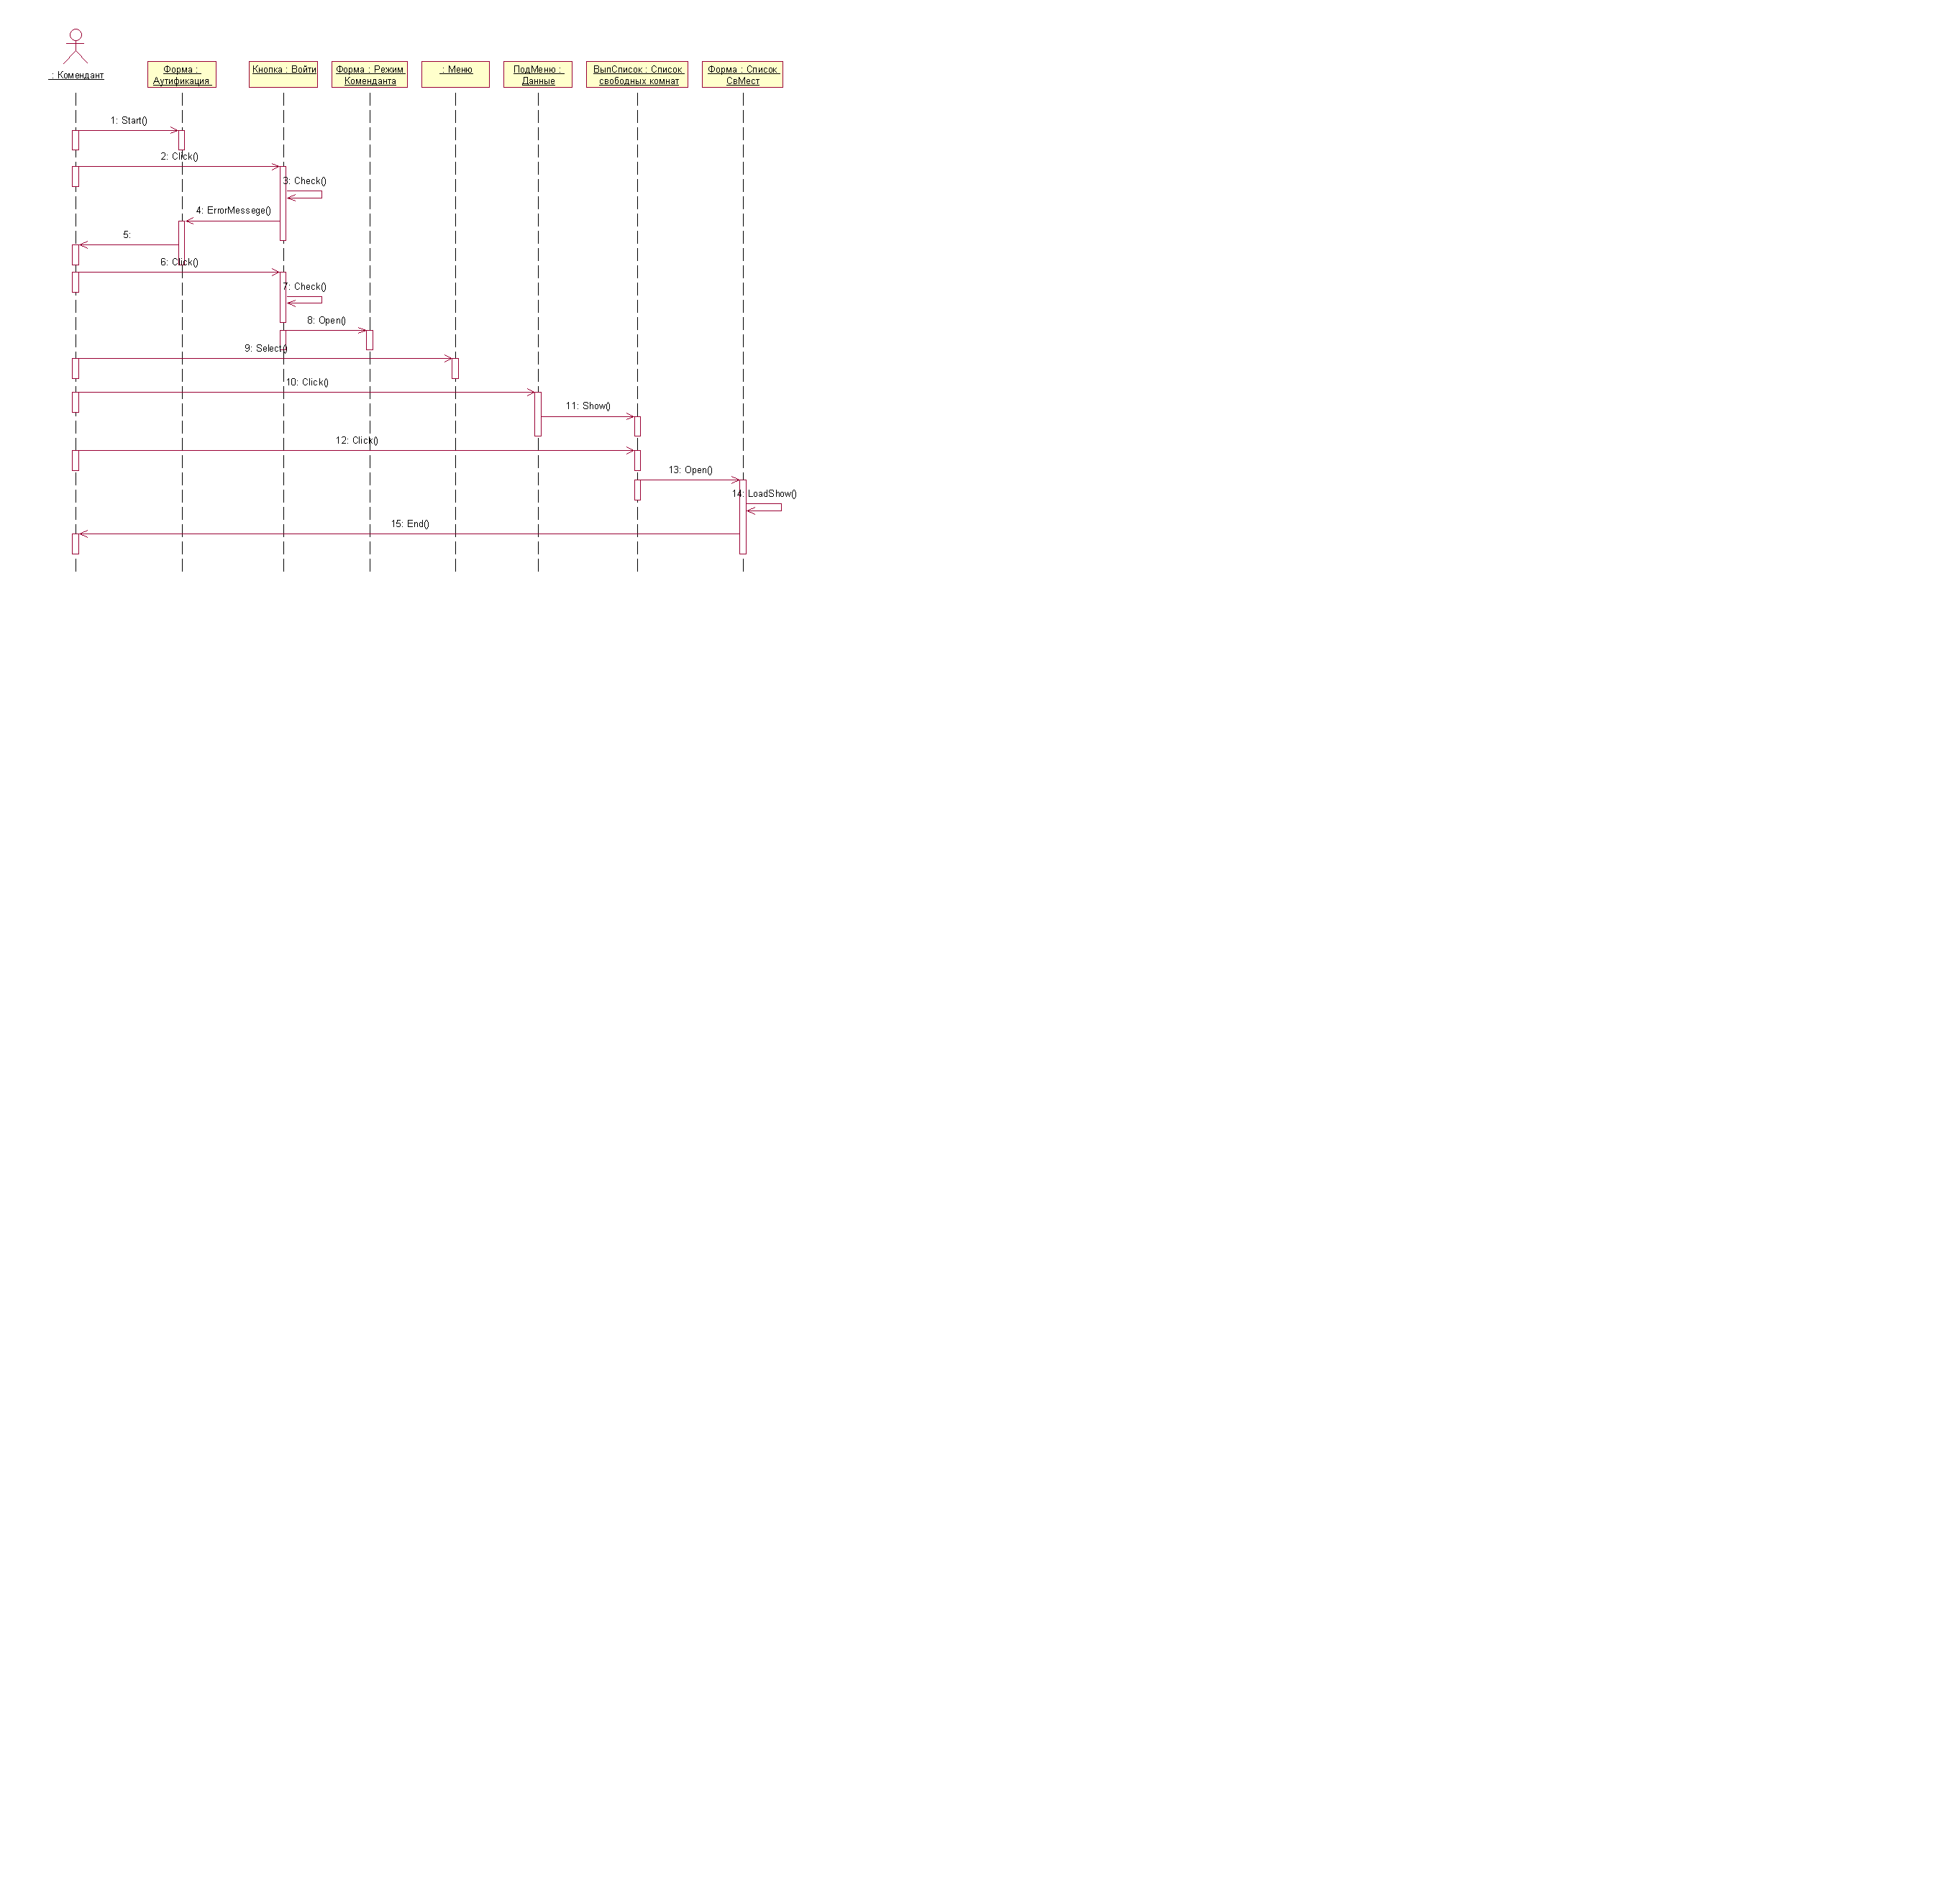 : Комендант
Форма :
Аутификация
Кнопка : Войти
Форма : Режим
Коменданта
: Меню
ПодМеню :
Данные
ВыпСписок : Список
свободных комнат
Форма : Список
СвМест
1: Start()
2: Click()
3: Check()
4: ErrorMessege()
5:
6: Click()
7: Check()
8: Open()
9: Select()
10: Click()
11: Show()
12: Click()
13: Open()
14: LoadShow()
15: End()